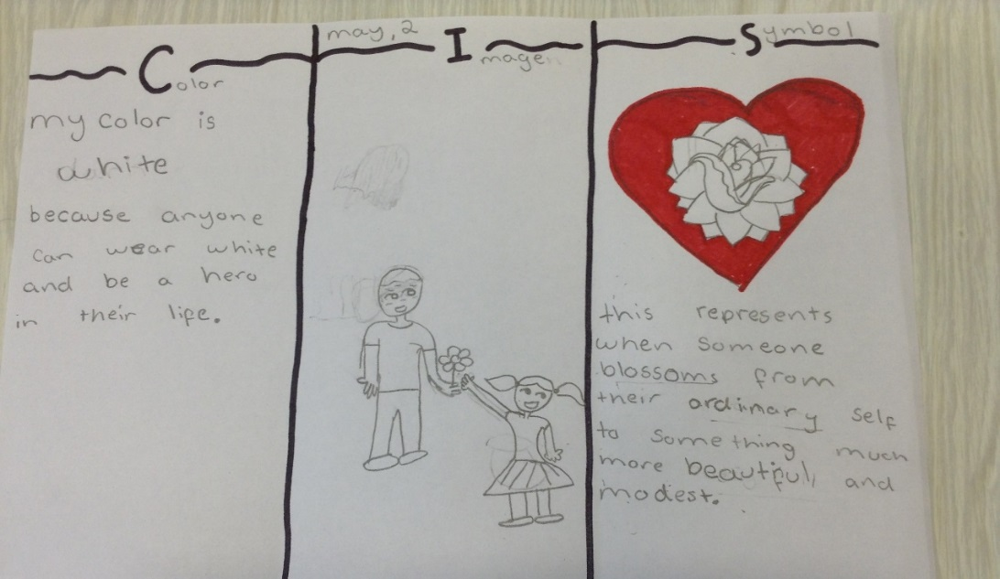 Color
my color is
white
because anyone
can wear white
and be a hero
in their life.
may, 2
Image
Symbol
this represents
when someone
blossoms from
their ordimary self
to something much
more beautiful, and
modest.